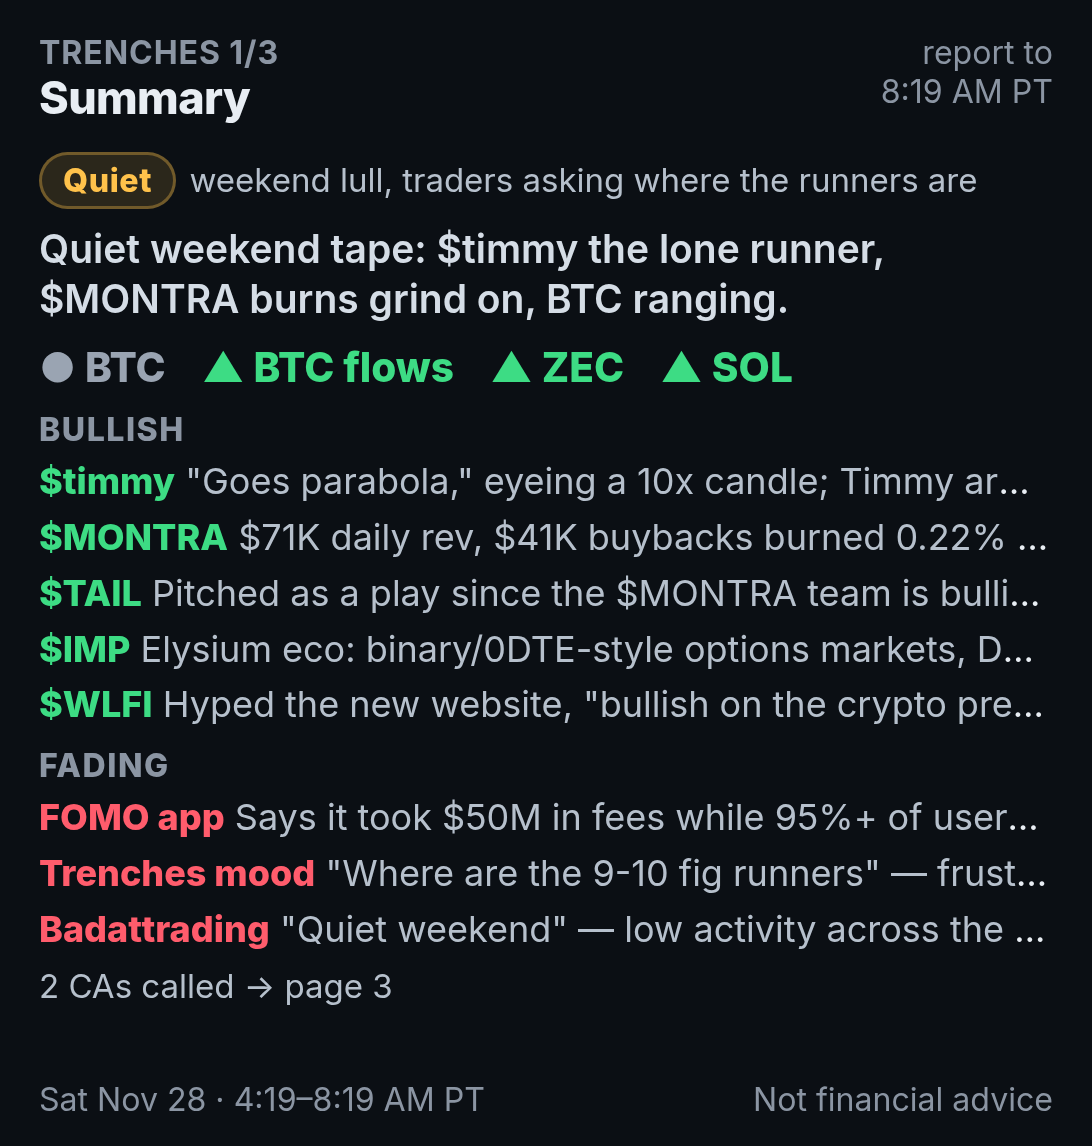 TRENCHES 1/3
Summary
report to
8:19 AM PT
Quiet weekend lull, traders asking where the runners are
Quiet weekend tape: $timmy the lone runner,
$MONTRA burns grind on, BTC ranging.
● BTC ▲ BTC flows ▲ ZEC ▲ SOL
BULLISH
$timmy "Goes parabola," eyeing a 10x candle; Timmy ar...
$MONTRA $71K daily rev, $41K buybacks burned 0.22% ...
$TAIL Pitched as a play since the $MONTRA team is bulli...
$IMP Elysium eco: binary/0DTE-style options markets, D...
$WLFI Hyped the new website, "bullish on the crypto pre...
FADING
FOMO app Says it took $50M in fees while 95%+ of user...
Trenches mood "Where are the 9-10 fig runners" — frust...
Badattrading "Quiet weekend" — low activity across the ...
2 CAs called → page 3
Sat Nov 28 · 4:19–8:19 AM PT
Not financial advice